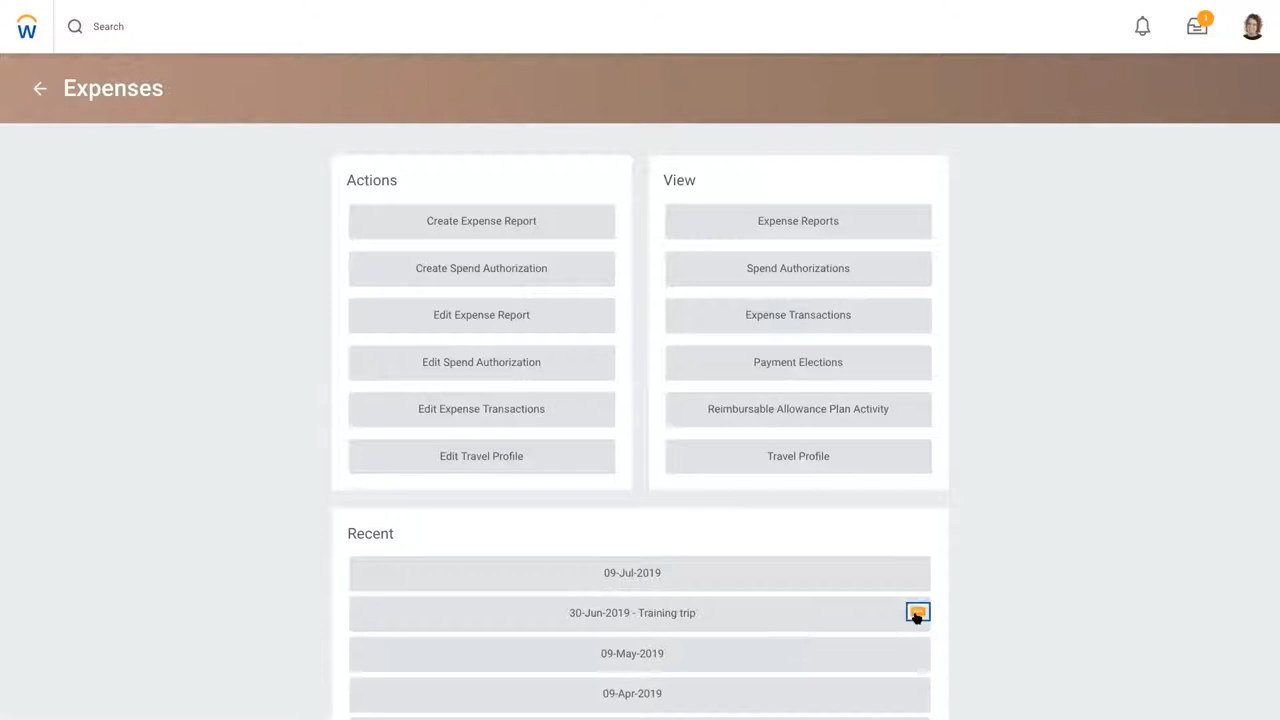 W
Search
1
Expenses
Actions
Create Expense Report
Create Spend Authorization
Edit Expense Report
Edit Spend Authorization
Edit Expense Transactions
Edit Travel Profile
View
Expense Reports
Spend Authorizations
Expense Transactions
Payment Elections
Reimbursable Allowance Plan Activity
Travel Profile
Recent
09-Jul-2019
30-Jun-2019 - Training trip
09-May-2019
09-Apr-2019